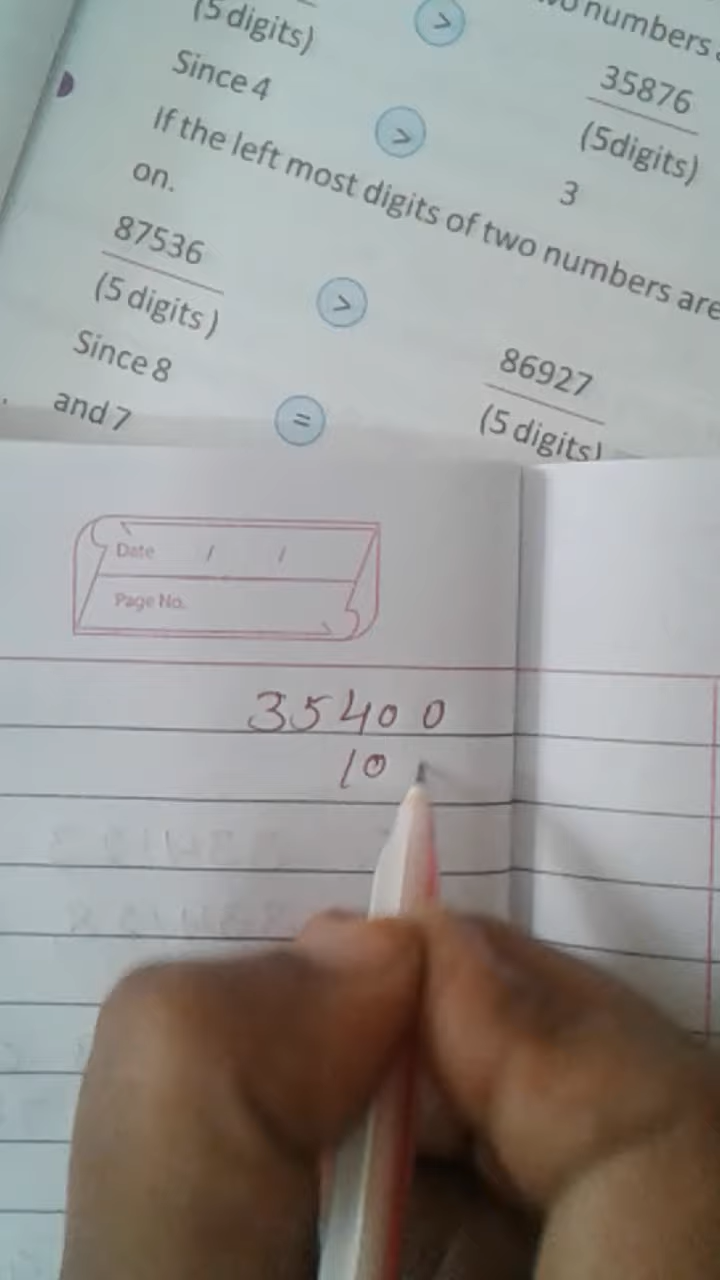 wo numbers a
(5 digits) >
35876
Since 4 > (5digits)
3
If the left most digits of two numbers are
on.
87536 > 86927
(5 digits ) (5 digits)
Since 8 =
and 7
Date / /
Page No.
35400
10